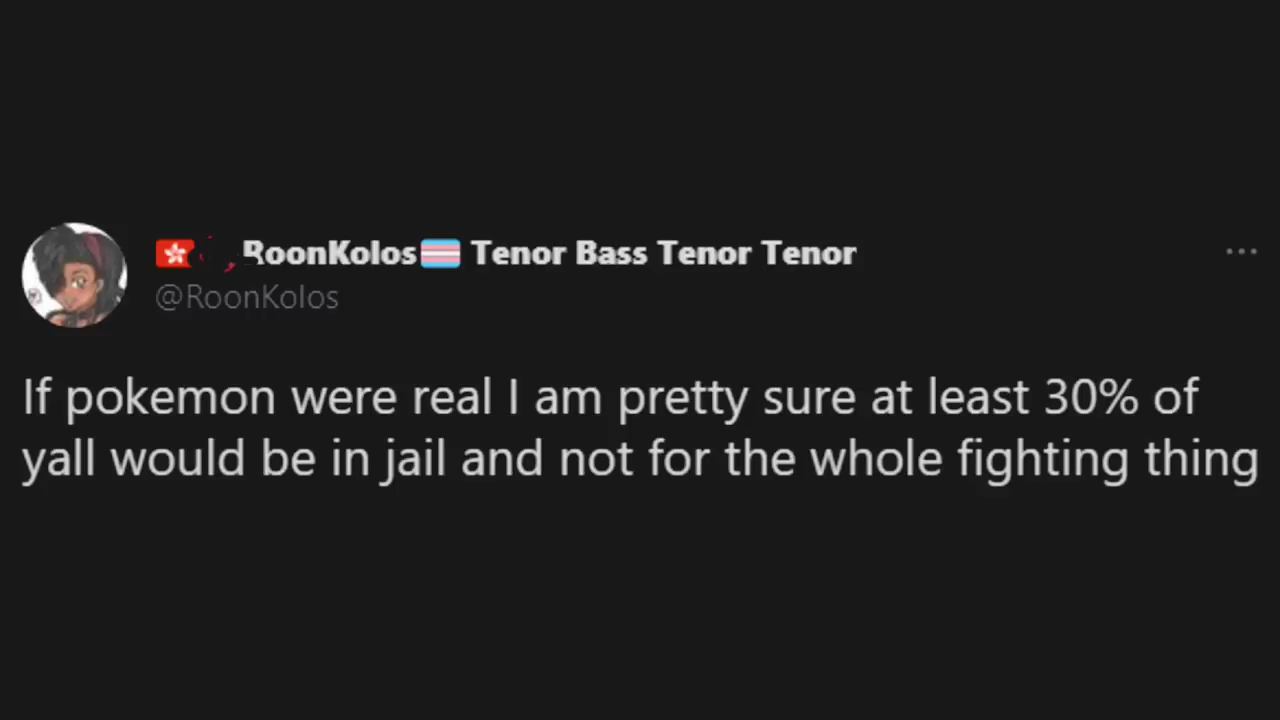 RoonKolos Tenor Bass Tenor Tenor
@RoonKolos
If pokemon were real I am pretty sure at least 30% of
yall would be in jail and not for the whole fighting thing